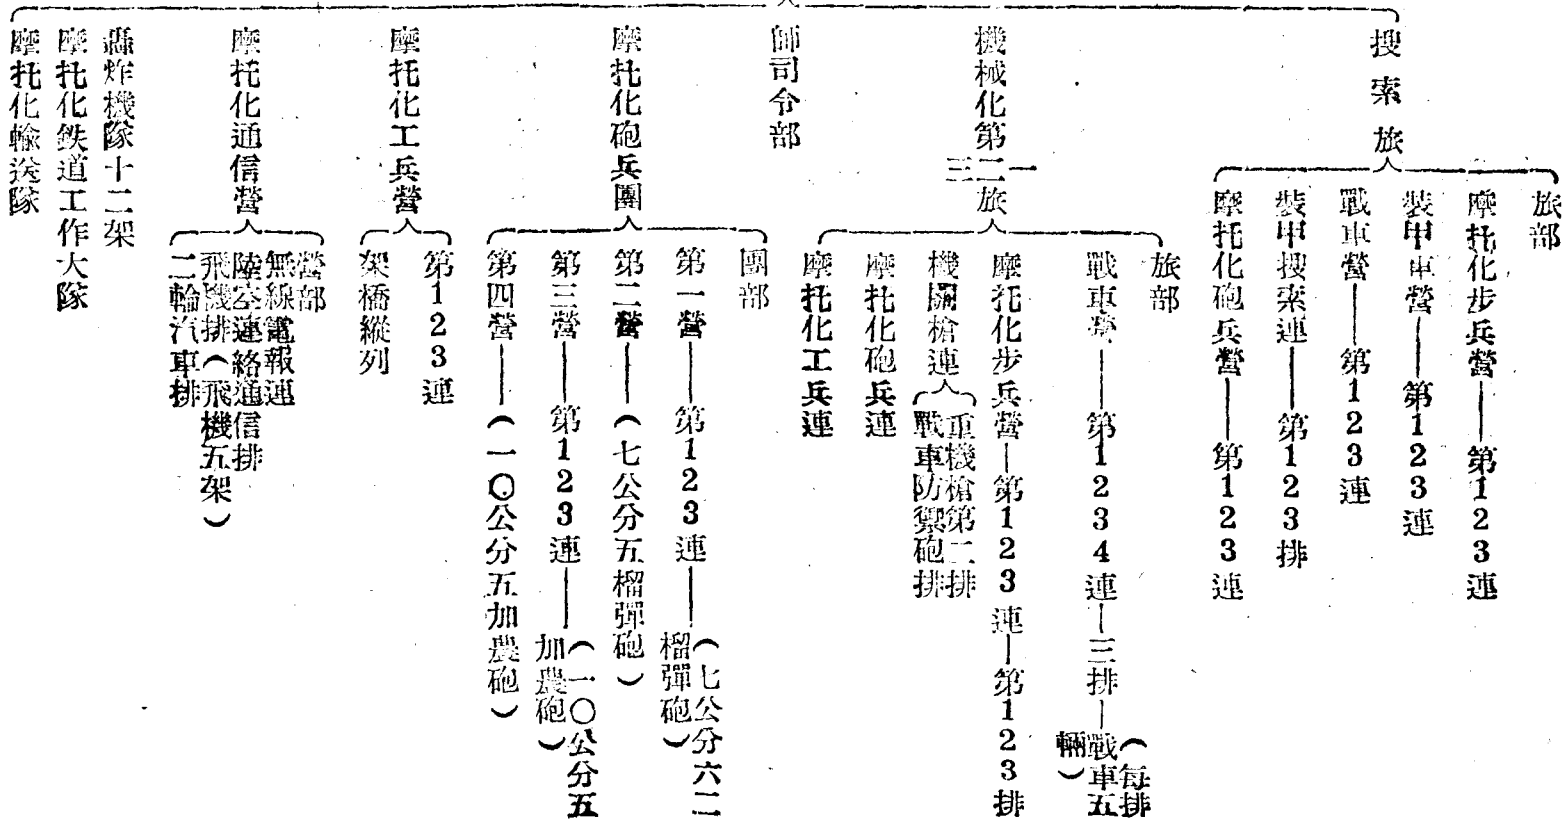 搜索旅
旅部
摩托化步兵營——第123連
裝甲車營——第123連
戰車營——第123連
裝甲搜索連——第123排
摩托化砲兵營——第123連
機械化第一二三旅
旅部
戰車營——第1234連—三排—戰車五輛（每排）
摩托化步兵營—第123連—第123排
機關槍連
重機槍第二排
戰車防禦砲排
摩托化砲兵連
摩托化工兵連
師司令部
摩托化砲兵團
團部
第一營——第123連——（七公分六二榴彈砲）
第二營——（七公分五榴彈砲）
第三營——第123連——（一〇公分五加農砲）
第四營——（一〇公分五加農砲）
摩托化工兵營
第123連
架橋縱列
摩托化通信營
營部
無線電報連
陸空連絡通信排
飛機排（飛機五架）
二輪汽車排
轟炸機隊十二架
摩托化鉄道工作大隊
摩托化輸送隊